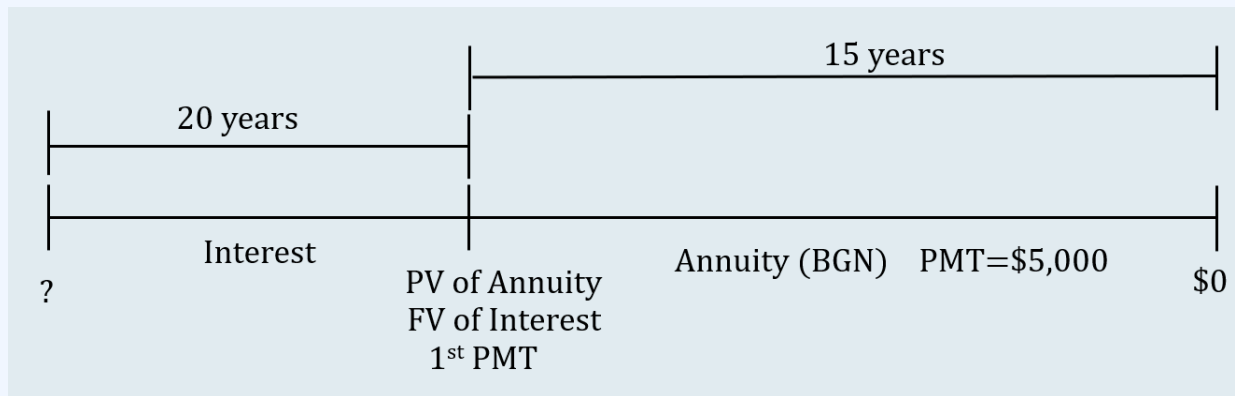 15 years
20 years
Interest
Annuity (BGN) PMT=$5,000
?
PV of Annuity
$0
FV of Interest
1st PMT